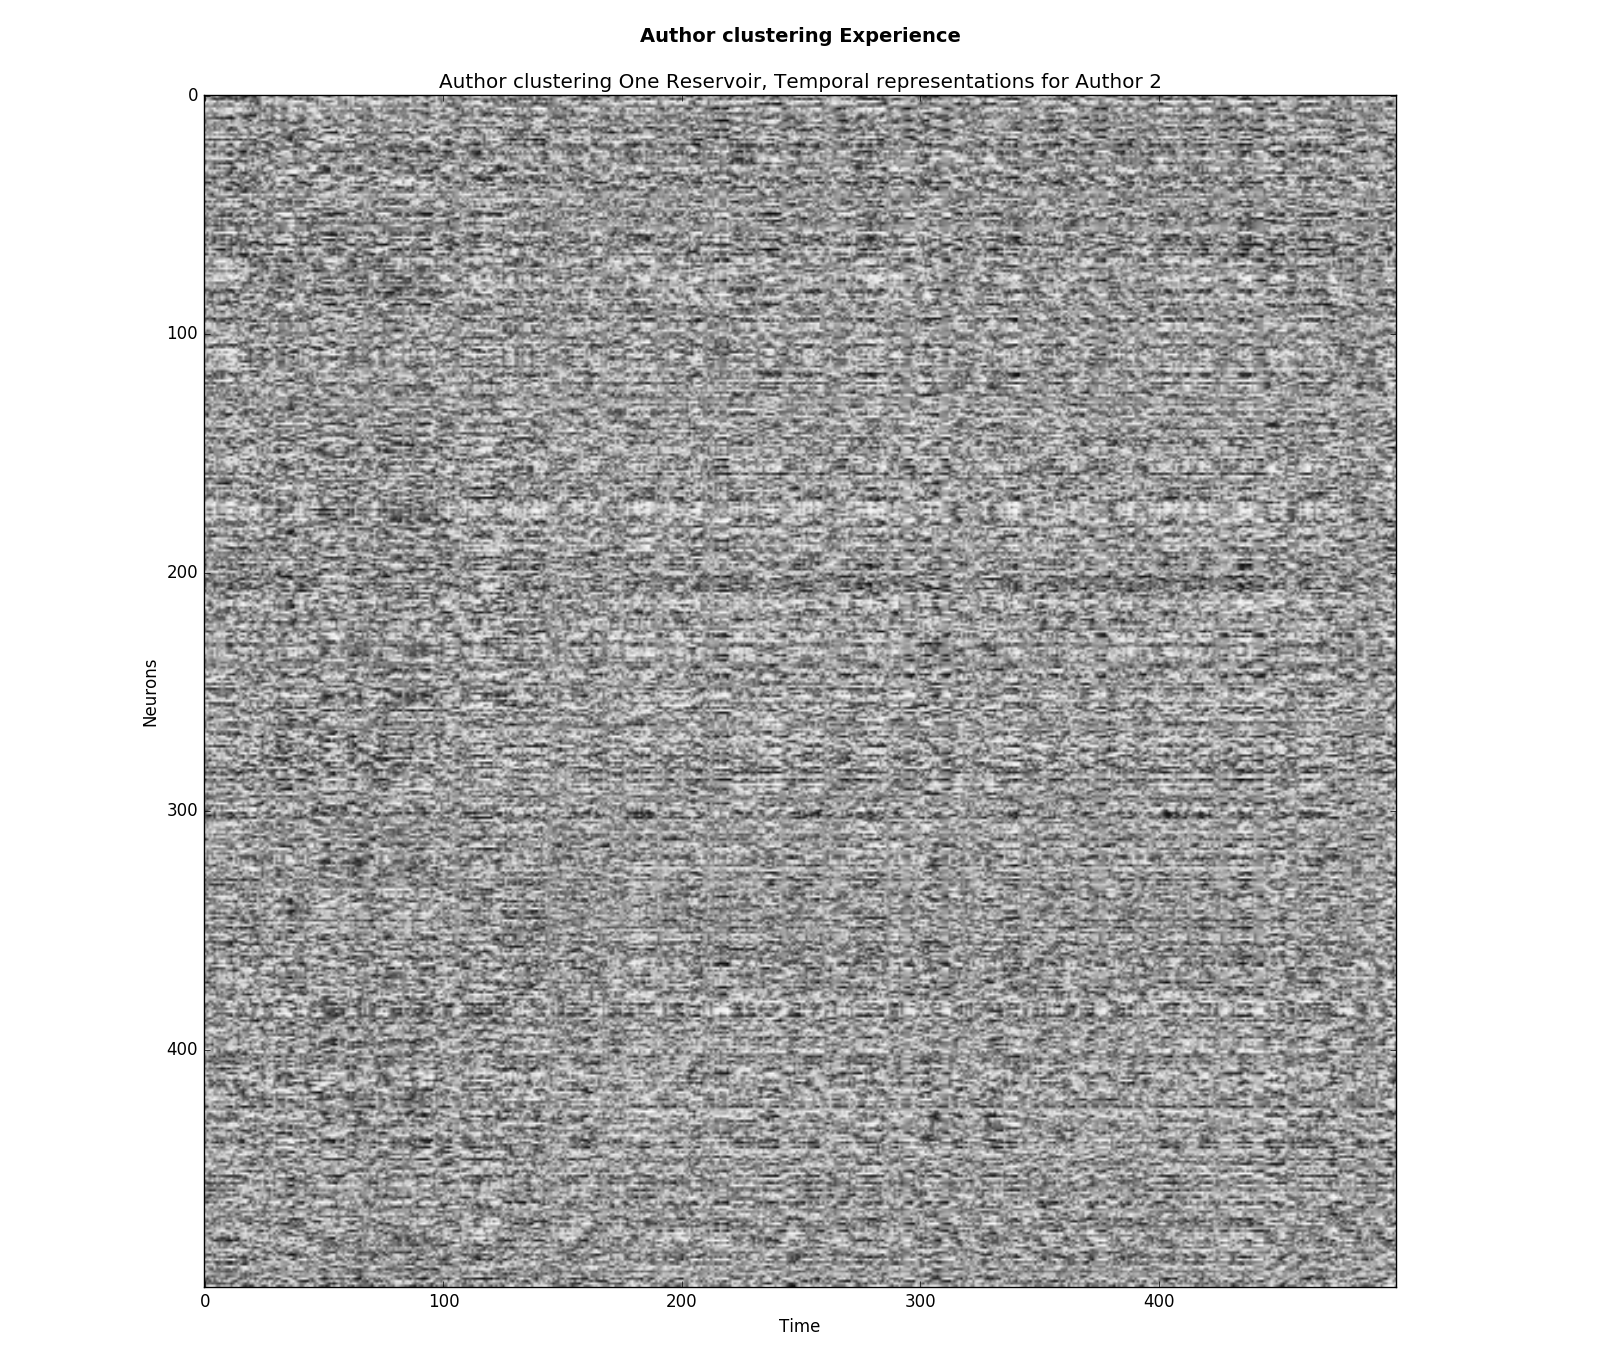 Author clustering Experience
Author clustering One Reservoir, Temporal representations for Author 2
0
100
200
300
400
Neurons
0 100 200 300 400
Time